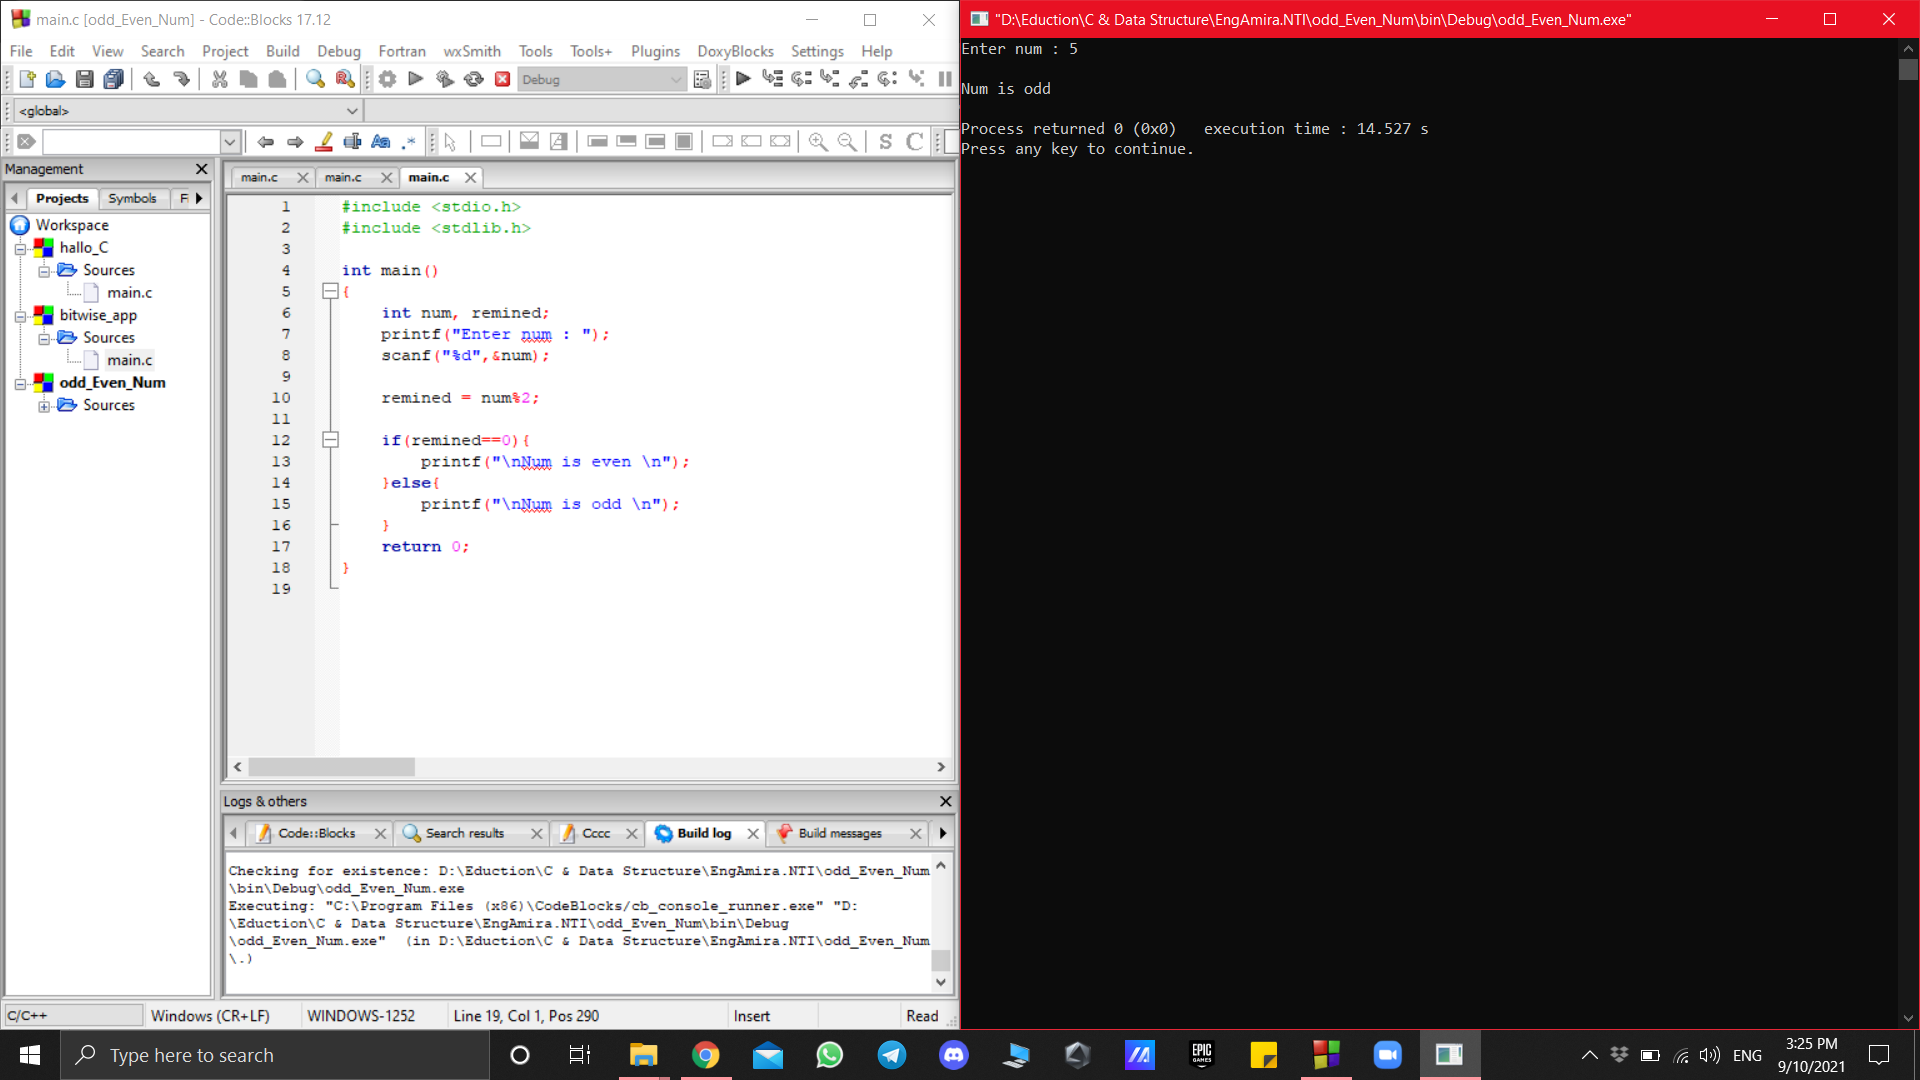 main.c [odd_Even_Num] - Code::Blocks 17.12
File Edit View Search Project Build Debug Fortran wxSmith Tools Tools+ Plugins DoxyBlocks Settings Help
Debug
<global>
Aa .* S C
Management
Projects Symbols F
Workspace
hallo_C
Sources
main.c
bitwise_app
Sources
main.c
odd_Even_Num
Sources
main.c main.c main.c
1 #include <stdio.h>
2 #include <stdlib.h>
3
4 int main()
5 {
6 int num, remined;
7 printf("Enter num : ");
8 scanf("%d",&num);
9
10 remined = num%2;
11
12 if(remined==0){
13 printf("\nNum is even \n");
14 }else{
15 printf("\nNum is odd \n");
16 }
17 return 0;
18 }
19
Logs & others
Code::Blocks Search results Cccc Build log Build messages
Checking for existence: D:\Eduction\C & Data Structure\EngAmira.NTI\odd_Even_Num
\bin\Debug\odd_Even_Num.exe
Executing: "C:\Program Files (x86)\CodeBlocks/cb_console_runner.exe" "D:
\Eduction\C & Data Structure\EngAmira.NTI\odd_Even_Num\bin\Debug
\odd_Even_Num.exe"  (in D:\Eduction\C & Data Structure\EngAmira.NTI\odd_Even_Num
\.)
C/C++ Windows (CR+LF) WINDOWS-1252 Line 19, Col 1, Pos 290 Insert Read
"D:\Eduction\C & Data Structure\EngAmira.NTI\odd_Even_Num\bin\Debug\odd_Even_Num.exe"
Enter num : 5
Num is odd
Process returned 0 (0x0)   execution time : 14.527 s
Press any key to continue.
Type here to search
EPIC
GAMES
ENG
3:25 PM
9/10/2021